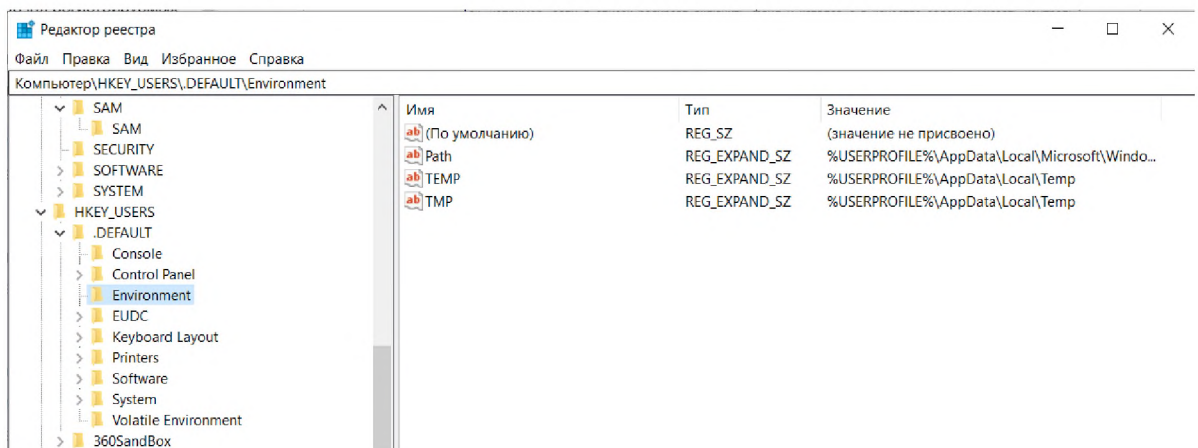 Редактор реестра
Файл Правка Вид Избранное Справка
Компьютер\HKEY_USERS\.DEFAULT\Environment
SAM
SAM
SECURITY
SOFTWARE
SYSTEM
HKEY_USERS
.DEFAULT
Console
Control Panel
Environment
EUDC
Keyboard Layout
Printers
Software
System
Volatile Environment
360SandBox
Имя Тип Значение
(По умолчанию) REG_SZ (значение не присвоено)
Path REG_EXPAND_SZ %USERPROFILE%\AppData\Local\Microsoft\Windo...
TEMP REG_EXPAND_SZ %USERPROFILE%\AppData\Local\Temp
TMP REG_EXPAND_SZ %USERPROFILE%\AppData\Local\Temp